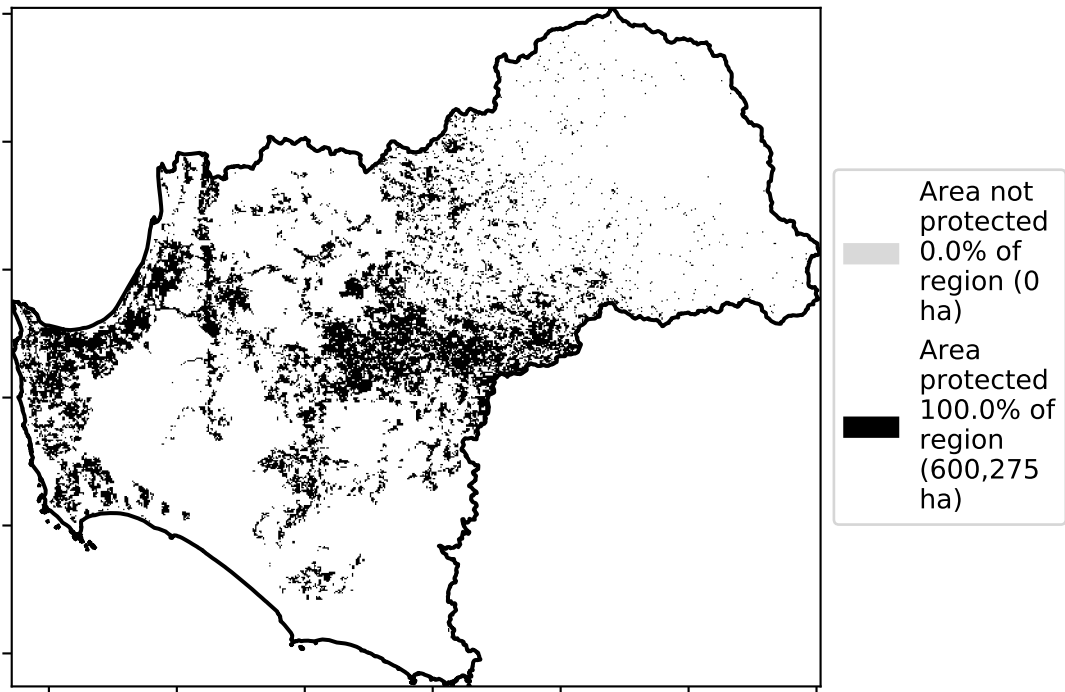 Area not
protected
0.0% of
region (0
ha)
Area
protected
100.0% of
region
(600,275
ha)